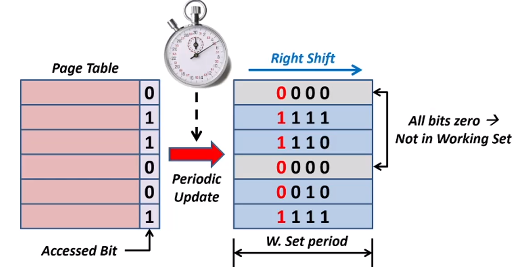 Page Table
Right Shift
0
1
1
0
0
1
0 0 0 0
1 1 1 1
1 1 1 0
0 0 0 0
0 0 1 0
1 1 1 1
Periodic
Update
All bits zero →
Not in Working Set
Accessed Bit
W. Set period